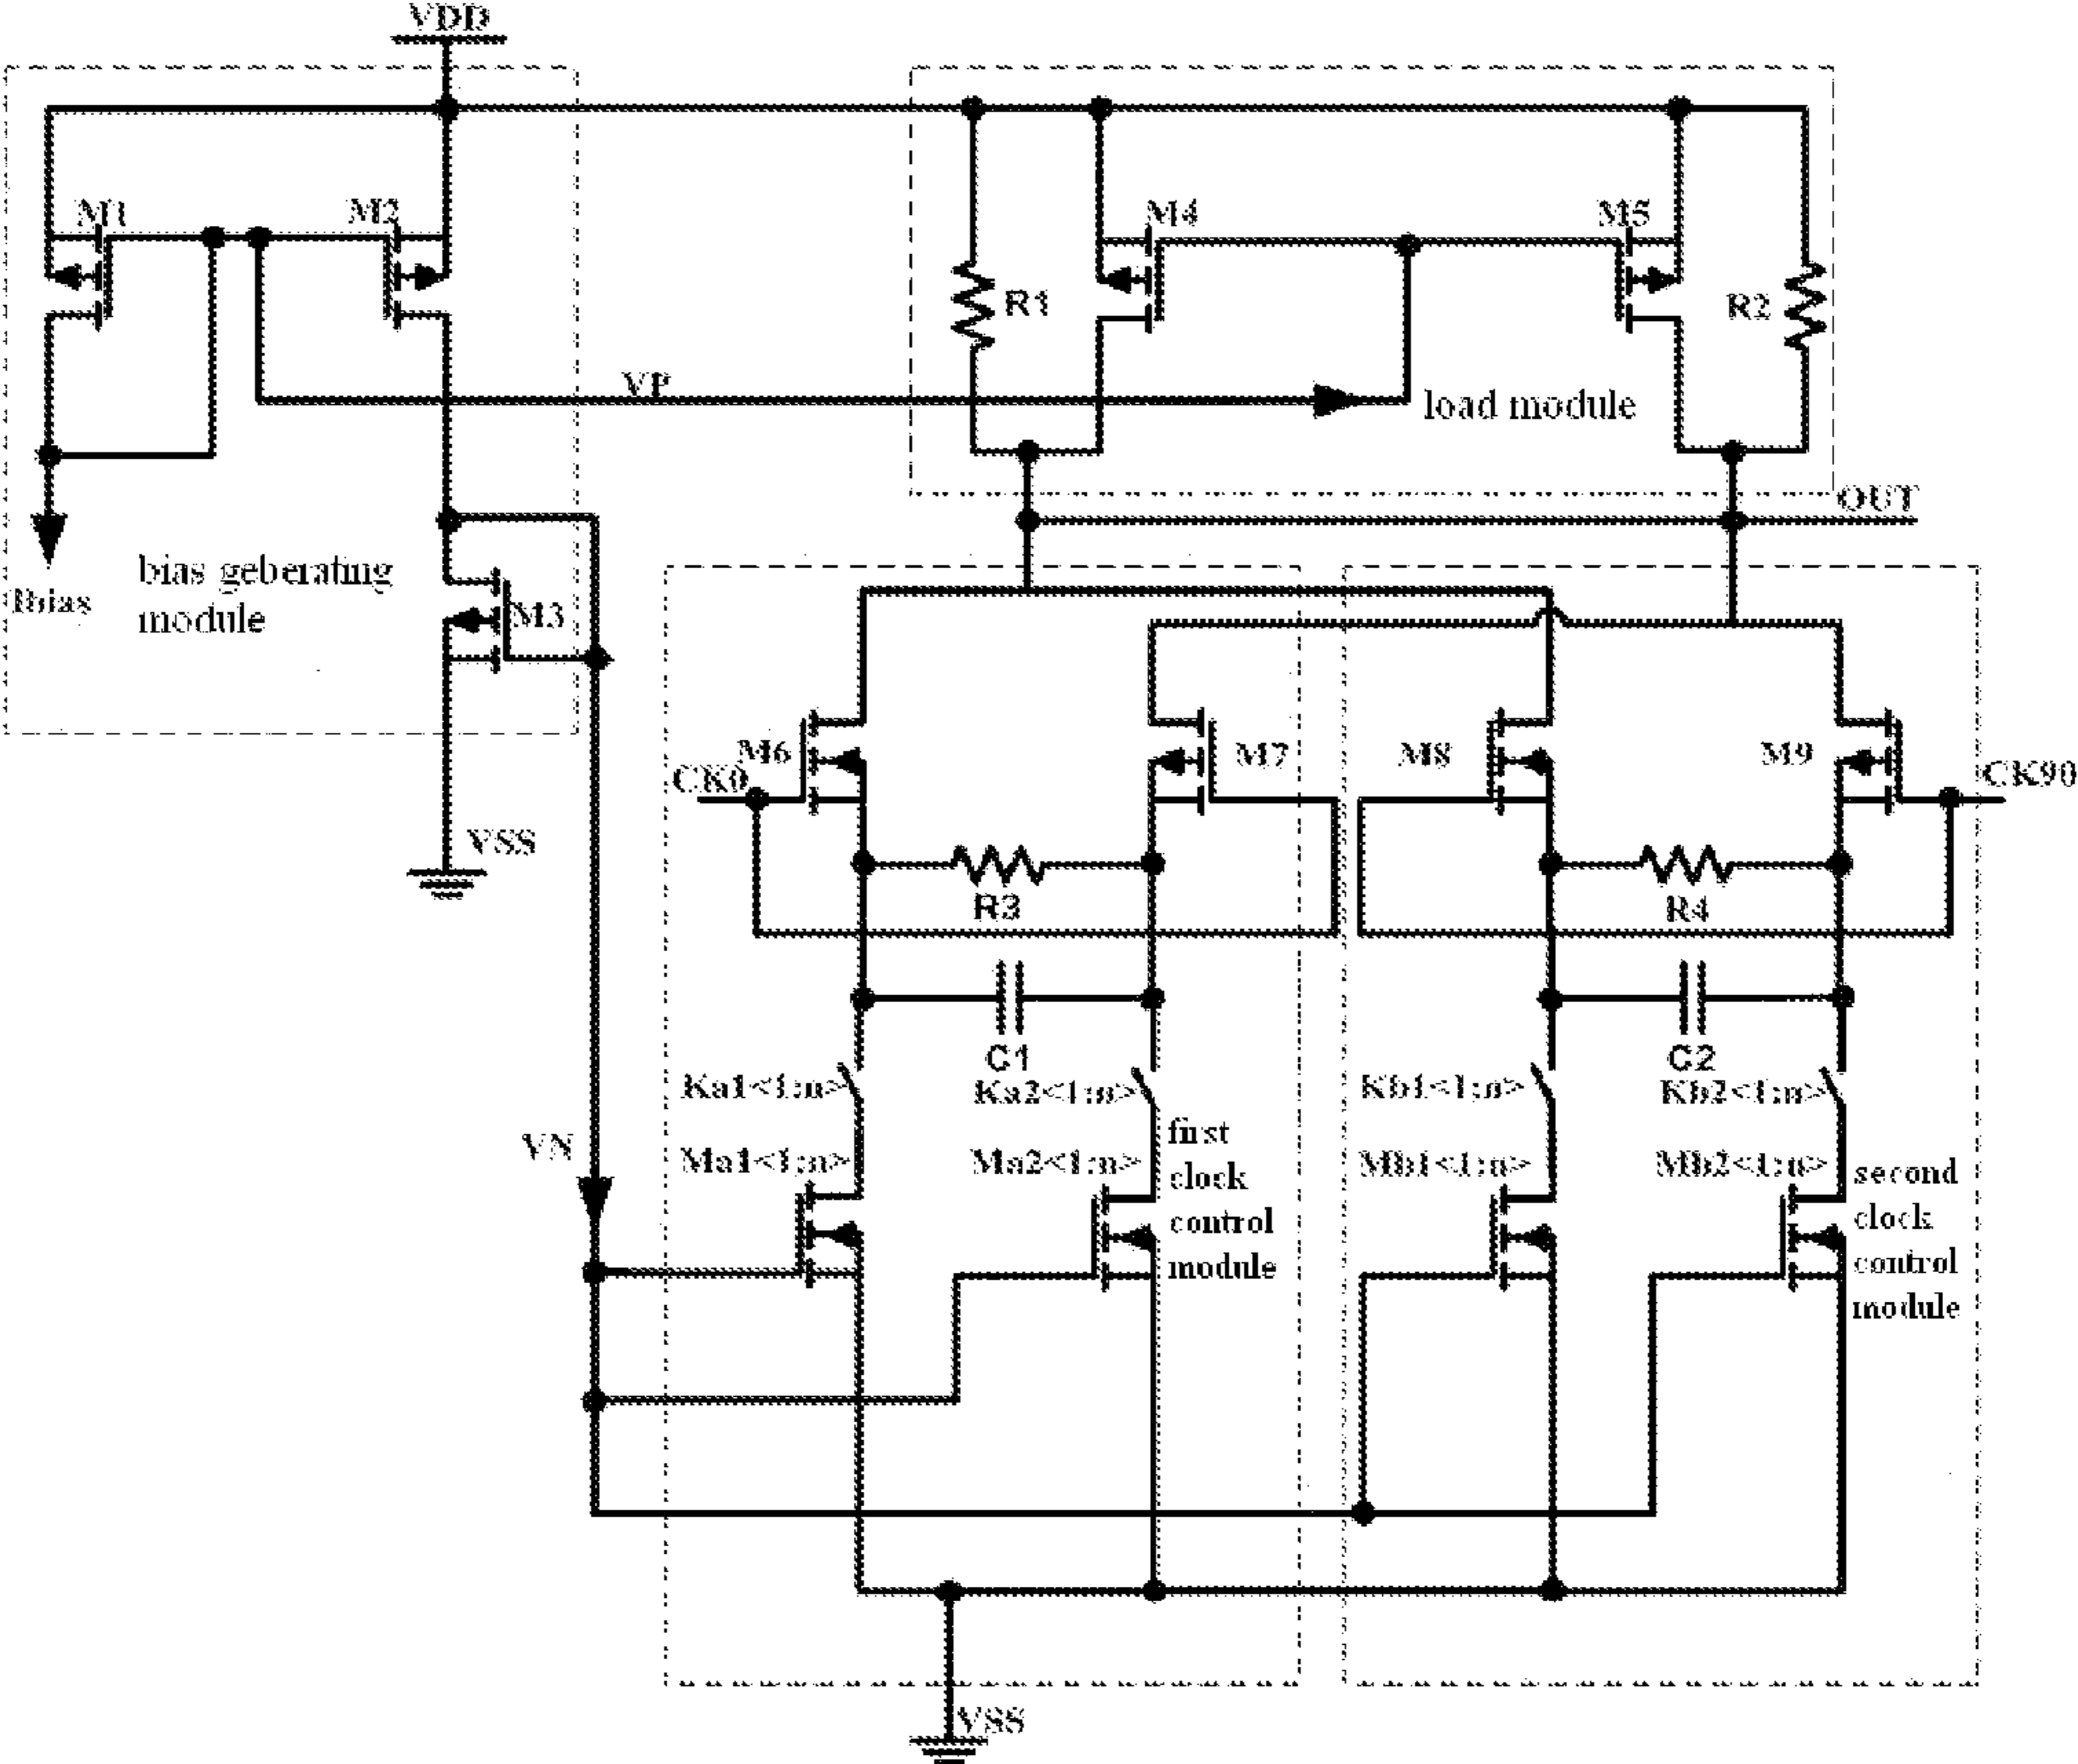 VDD
M1
M2
M4
M5
R1
R2
VP
load module
OUT
bias geberating
module
Ibias
M3
VSS
M6
M7
M8
M9
CK0
CK90
R3
R4
C1
C2
Ka1<1:n>
Ka2<1:n>
Kb1<1:n>
Kb2<1:n>
VN
Ma1<1:n>
Ma2<1:n>
first
clock
control
module
Mb1<1:n>
Mb2<1:n>
second
clock
control
module
VSS